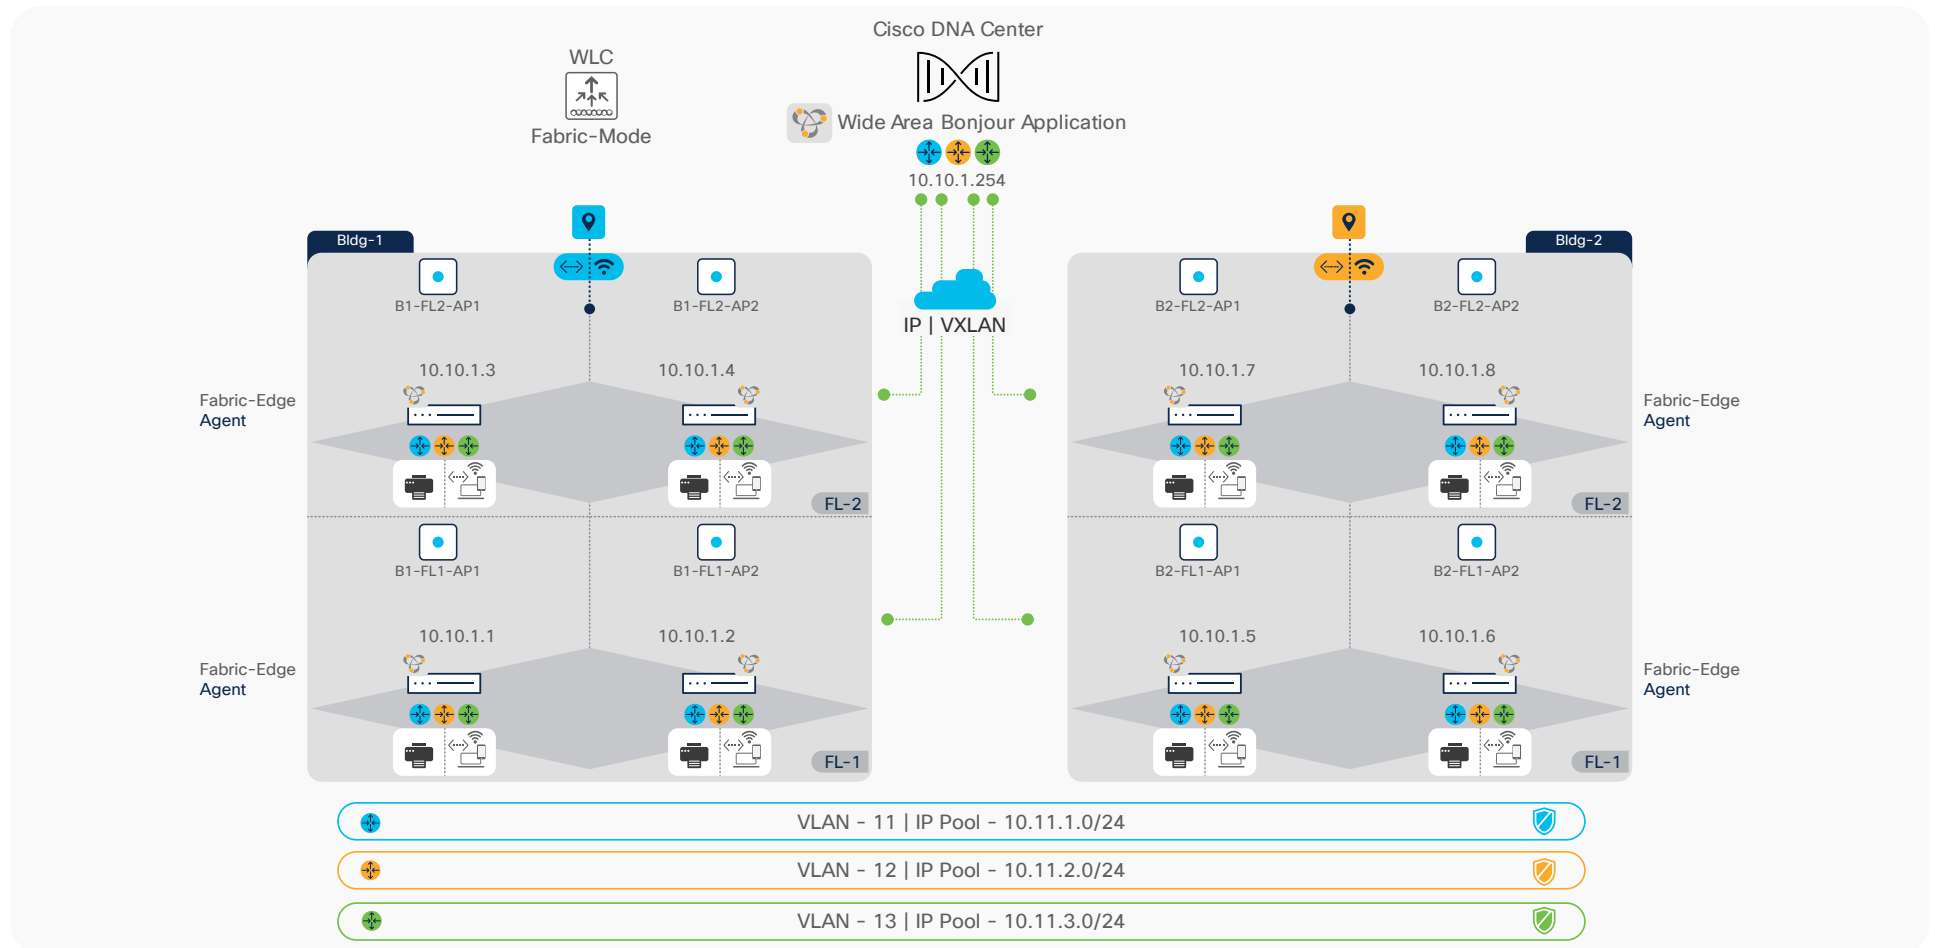 Cisco DNA Center
WLC
Fabric-Mode
Wide Area Bonjour Application
10.10.1.254
Bldg-1
B1-FL2-AP1
B1-FL2-AP2
IP | VXLAN
Bldg-2
B2-FL2-AP1
B2-FL2-AP2
Fabric-Edge
Agent
10.10.1.3
10.10.1.4
FL-2
10.10.1.7
10.10.1.8
FL-2
Fabric-Edge
Agent
B1-FL1-AP1
B1-FL1-AP2
B2-FL1-AP1
B2-FL1-AP2
Fabric-Edge
Agent
10.10.1.1
10.10.1.2
FL-1
10.10.1.5
10.10.1.6
FL-1
Fabric-Edge
Agent
VLAN - 11 | IP Pool - 10.11.1.0/24
VLAN - 12 | IP Pool - 10.11.2.0/24
VLAN - 13 | IP Pool - 10.11.3.0/24